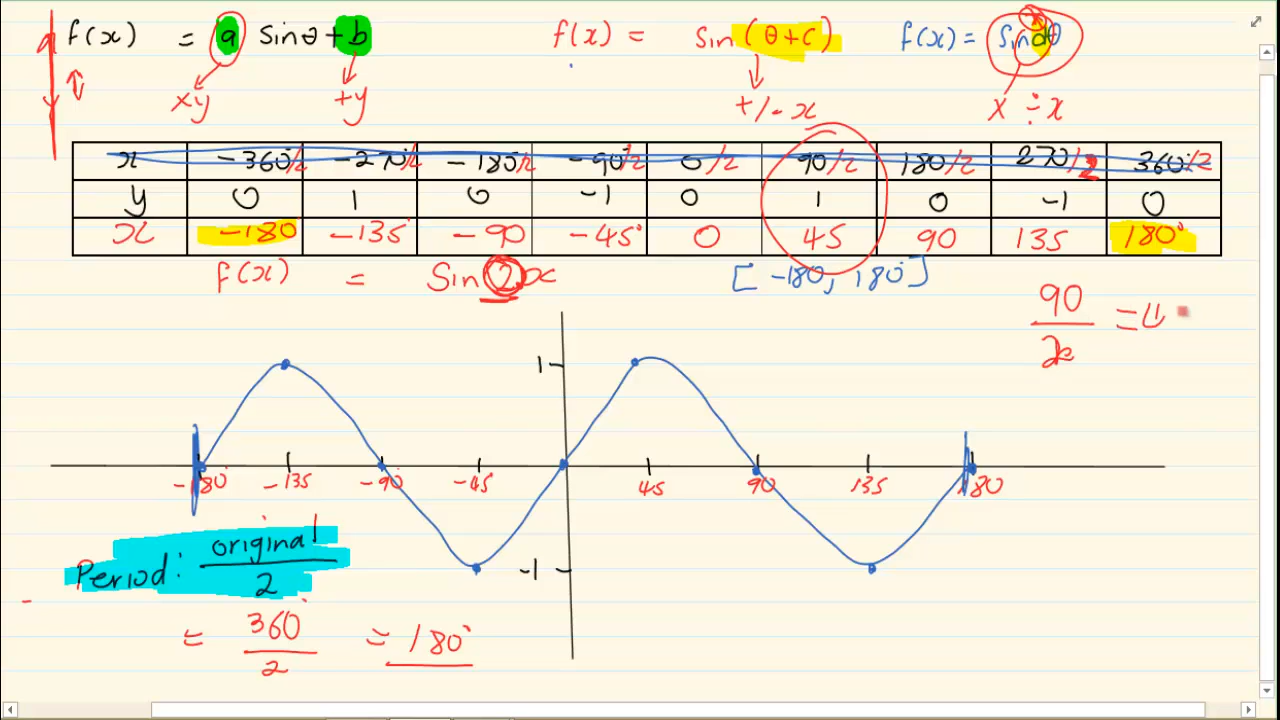 f(x) = a sinθ + b
xy
+y
f(x) = sin(θ+c)
+/- x
f(x) = sin dθ
÷ x
x -360°/2 -270°/2 -180°/2 -90°/2 0/2 90/2 180/2 270/2 360°/2
y 0 1 0 -1 0 1 0 -1 0
x -180 -135° -90 -45° 0 45 90 135 180°
f(x) = sin 2x
[-180, 180°]
90/2 =
1
-180 -135 -90 -45 45 90 135 180
-1
Period: original/2
= 360°/2 = 180°